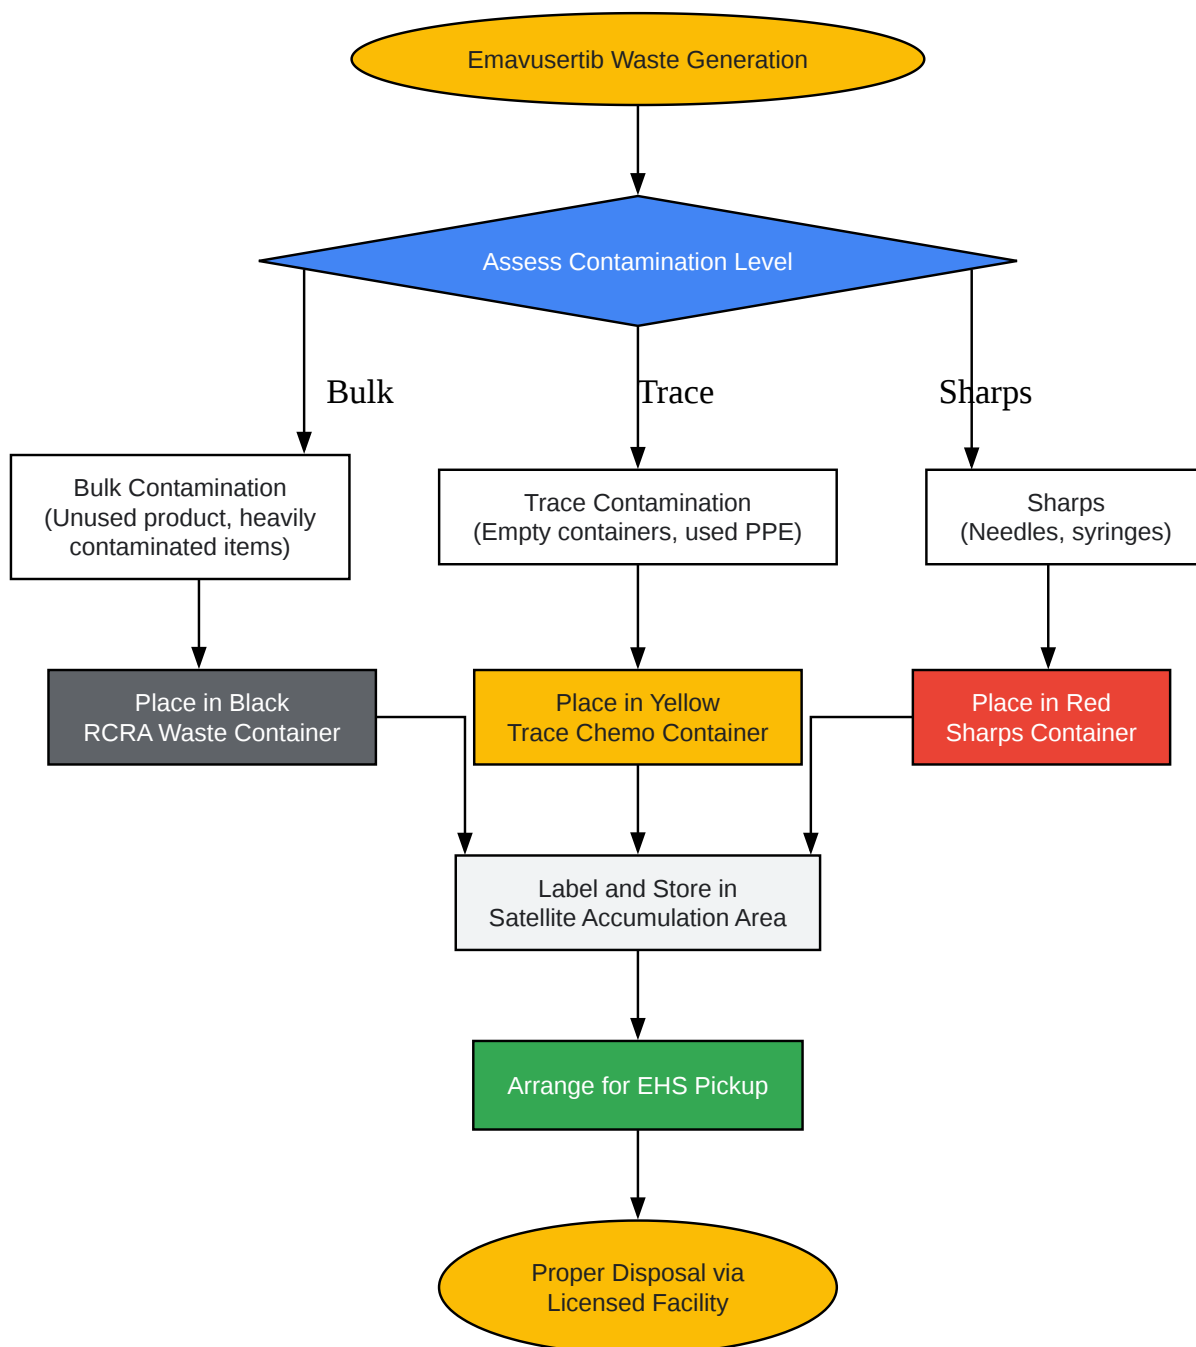 Emavusertib Waste Generation
Assess Contamination Level
Bulk
Trace
Sharps
Bulk Contamination
(Unused product, heavily
contaminated items)
Trace Contamination
(Empty containers, used PPE)
Sharps
(Needles, syringes)
Place in Black
RCRA Waste Container
Place in Yellow
Trace Chemo Container
Place in Red
Sharps Container
Label and Store in
Satellite Accumulation Area
Arrange for EHS Pickup
Proper Disposal via
Licensed Facility